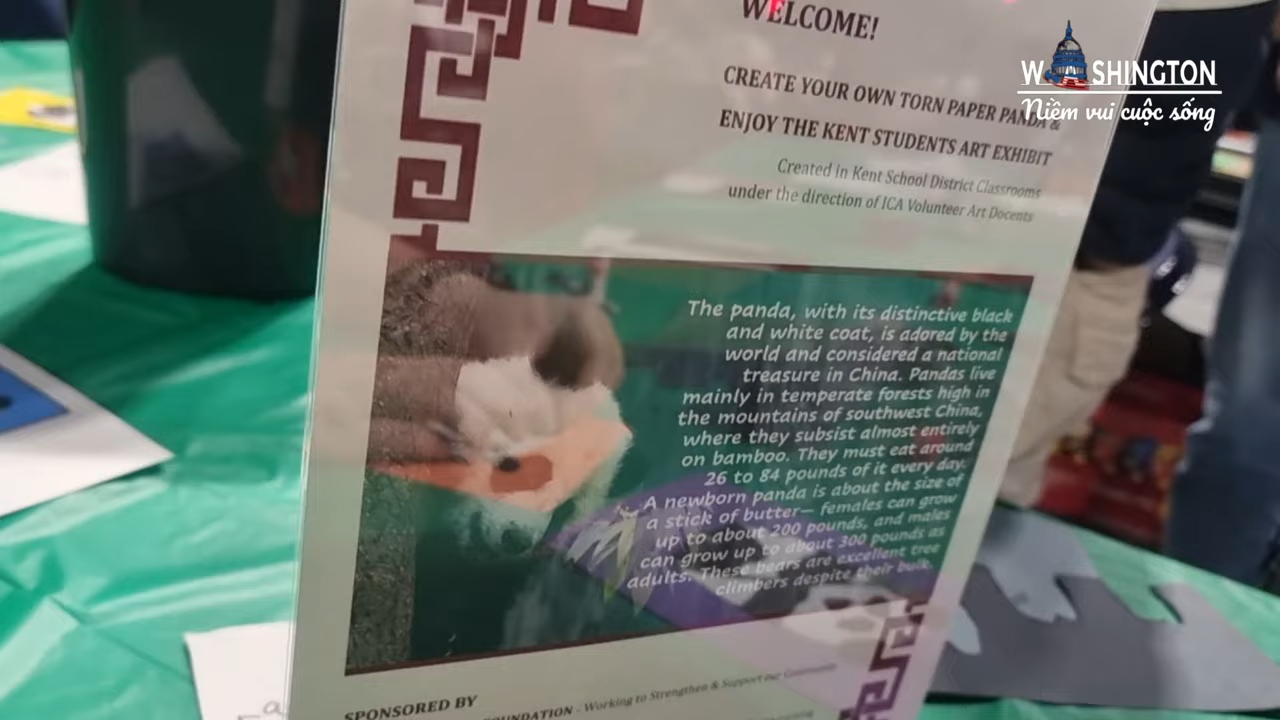 WELCOME!
WASHINGTON
Niềm vui cuộc sống
CREATE YOUR OWN TORN PAPER PANDA &
ENJOY THE KENT STUDENTS ART EXHIBIT
Created in Kent School District Classrooms
under the direction of ICA Volunteer Art Docents
The panda, with its distinctive black
and white coat, is adored by the
world and considered a national
treasure in China. Pandas live
mainly in temperate forests high in
the mountains of southwest China,
where they subsist almost entirely
on bamboo. They must eat around
26 to 84 pounds of it every day.
A newborn panda is about the size of
a stick of butter— females can grow
up to about 200 pounds, and males
can grow up to about 300 pounds as
adults. These bears are excellent tree
climbers despite their bulk.
SPONSORED BY
FOUNDATION - Working to Strengthen & Support our Community